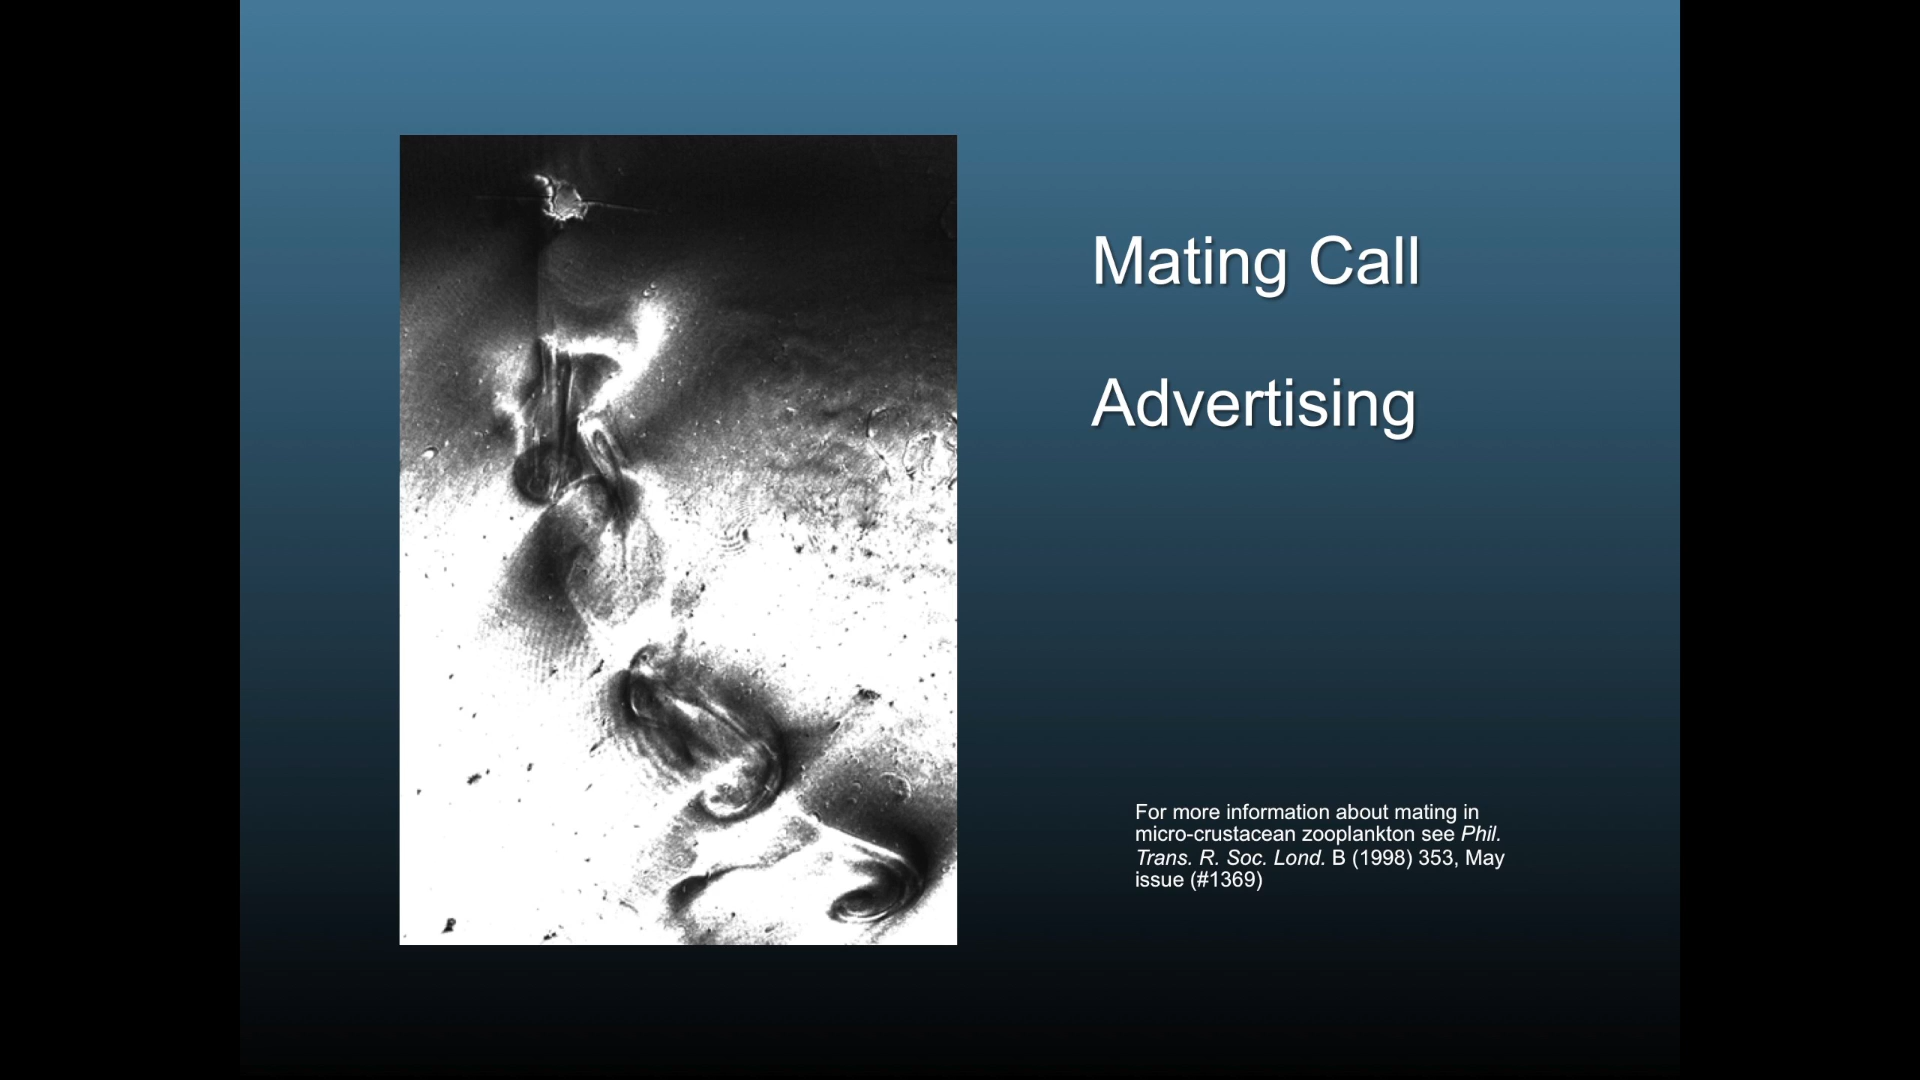 Mating Call
Advertising
For more information about mating in
micro-crustacean zooplankton see Phil.
Trans. R. Soc. Lond. B (1998) 353, May
issue (#1369)